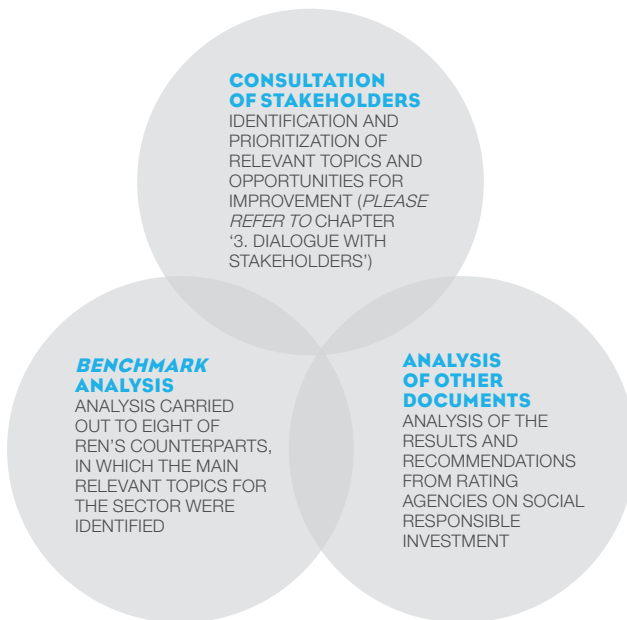 CONSULTATION
OF STAKEHOLDERS
IDENTIFICATION AND
PRIORITIZATION OF
RELEVANT TOPICS AND
OPPORTUNITIES FOR
IMPROVEMENT (PLEASE
REFER TO CHAPTER
‘3. DIALOGUE WITH
STAKEHOLDERS’)
BENCHMARK
ANALYSIS
ANALYSIS CARRIED
OUT TO EIGHT OF
REN’S COUNTERPARTS,
IN WHICH THE MAIN
RELEVANT TOPICS FOR
THE SECTOR WERE
IDENTIFIED
ANALYSIS
OF OTHER
DOCUMENTS
ANALYSIS OF THE
RESULTS AND
RECOMMENDATIONS
FROM RATING
AGENCIES ON SOCIAL
RESPONSIBLE
INVESTMENT